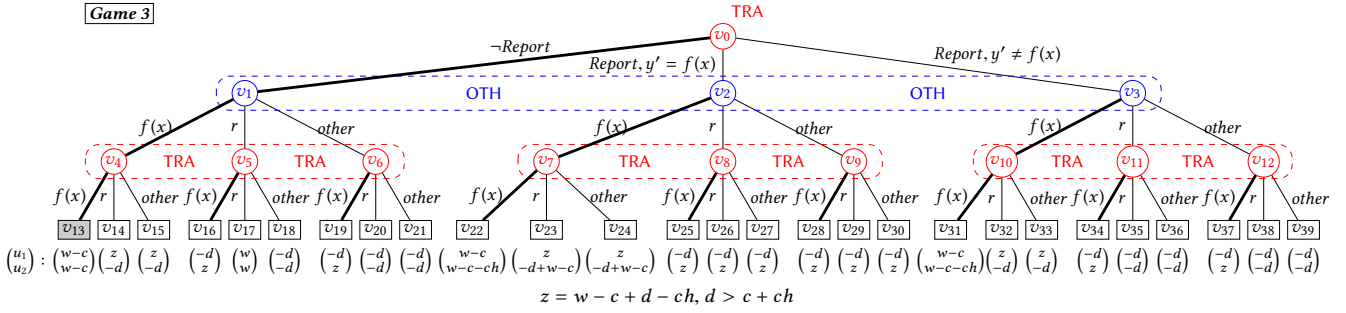 Game 3
TRA
v0
¬Report
Report, y′ = f(x)
Report, y′ ≠ f(x)
v1 OTH v2 OTH v3
f(x) r other f(x) r other f(x) r other
v4 TRA v5 TRA v6 v7 TRA v8 TRA v9 v10 TRA v11 TRA v12
f(x) r other f(x) r other f(x) r other f(x) r other f(x) r other f(x) r other f(x) r other f(x) r other f(x) r other
v13 v14 v15 v16 v17 v18 v19 v20 v21 v22 v23 v24 v25 v26 v27 v28 v29 v30 v31 v32 v33 v34 v35 v36 v37 v38 v39
(u1 : (w−c (z (z (−d (w (−d (−d (−d (−d (w−c (z (z (−d (−d (−d (−d (−d (−d (w−c (z (z (−d (−d (−d (−d (−d (−d
u2) w−c) −d) −d) z) w) −d) z) −d) −d) w−c−ch) −d+w−c) −d+w−c) z) z) z) z) z) z) w−c−ch) −d) −d) −d) −d) −d) z) −d) −d)
z = w − c + d − ch, d > c + ch